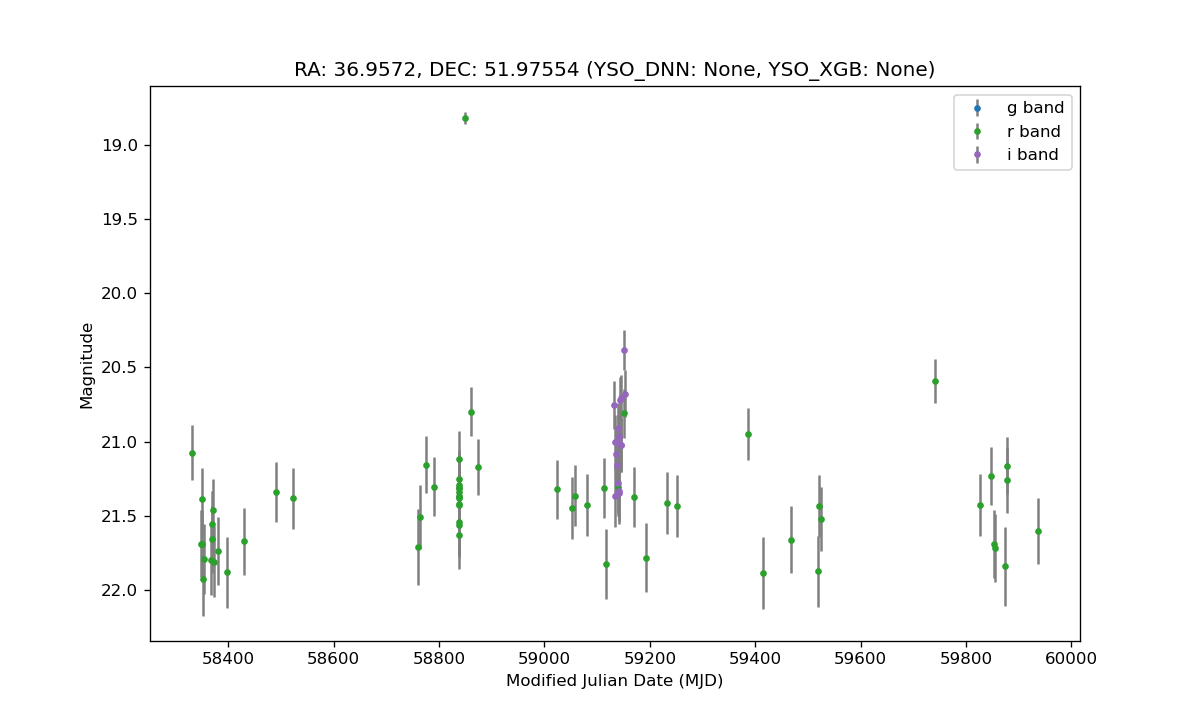 RA: 36.9572, DEC: 51.97554 (YSO_DNN: None, YSO_XGB: None)
g band
r band
i band
19.0
19.5
20.0
20.5
21.0
21.5
22.0
Magnitude
58400 58600 58800 59000 59200 59400 59600 59800 60000
Modified Julian Date (MJD)